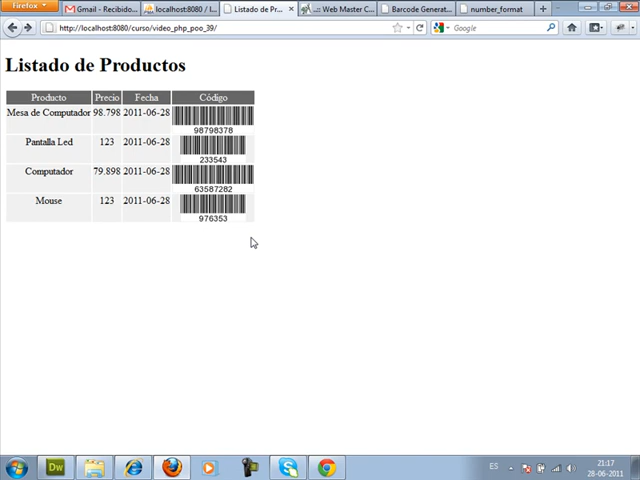 Firefox
Gmail - Recibido...
localhost:8080 / l...
Listado de Pr...
Web Master C...
Barcode Generat...
number_format
http://localhost:8080/curso/video_php_poo_39/
Google
Listado de Productos
Producto Precio Fecha Código
Mesa de Computador 98.798 2011-06-28 98798378
Pantalla Led 123 2011-06-28 233543
Computador 79.898 2011-06-28 63587282
Mouse 123 2011-06-28 976353
Dw
ES
21:17
28-06-2011